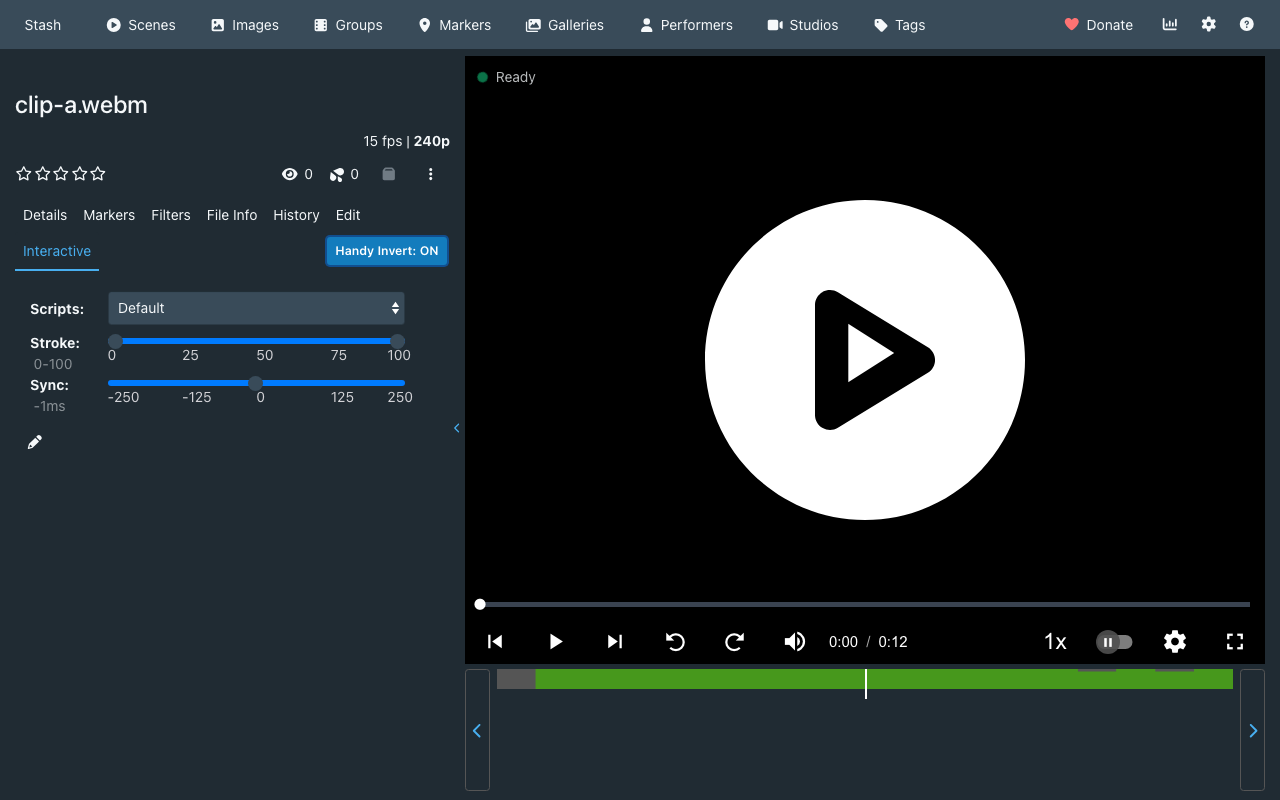 Stash Scenes Images Groups Markers Galleries Performers Studios Tags Donate
clip-a.webm
15 fps | 240p
0 0
Details Markers Filters File Info History Edit
Interactive Handy Invert: ON
Scripts: Default
Stroke: 0-100
0 25 50 75 100
Sync: -1ms
-250 -125 0 125 250
Ready
0:00 / 0:12 1x